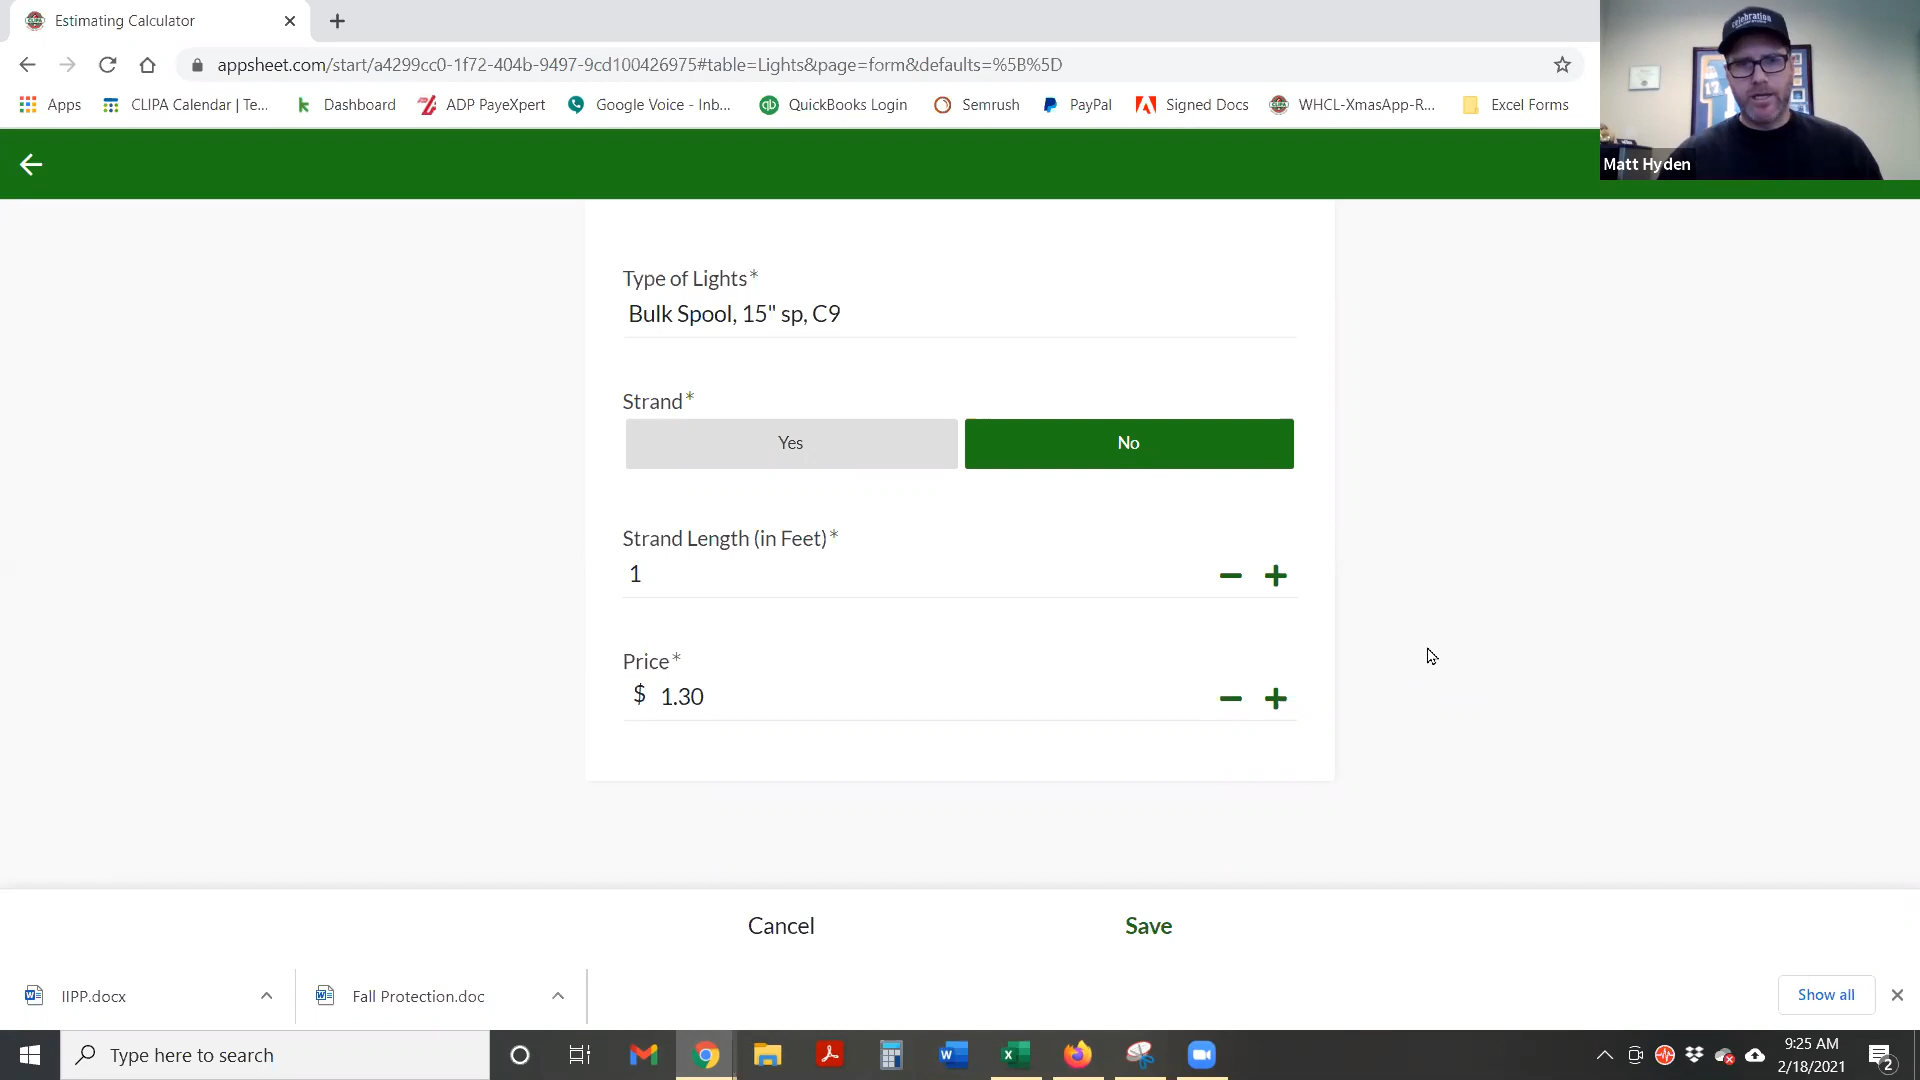 Estimating Calculator
appsheet.com/start/a4299cc0-1f72-404b-9497-9cd100426975#table=Lights&page=form&defaults=%5B%5D
Apps CLIPA Calendar | Te... Dashboard ADP PayeXpert Google Voice - Inb... QuickBooks Login Semrush PayPal Signed Docs WHCL-XmasApp-R... Excel Forms
celebration
Matt Hyden
Type of Lights*
Bulk Spool, 15" sp, C9
Strand*
Yes No
Strand Length (in Feet)*
1
Price*
$ 1.30
Cancel Save
IIPP.docx Fall Protection.doc Show all
Type here to search
9:25 AM
2/18/2021
2